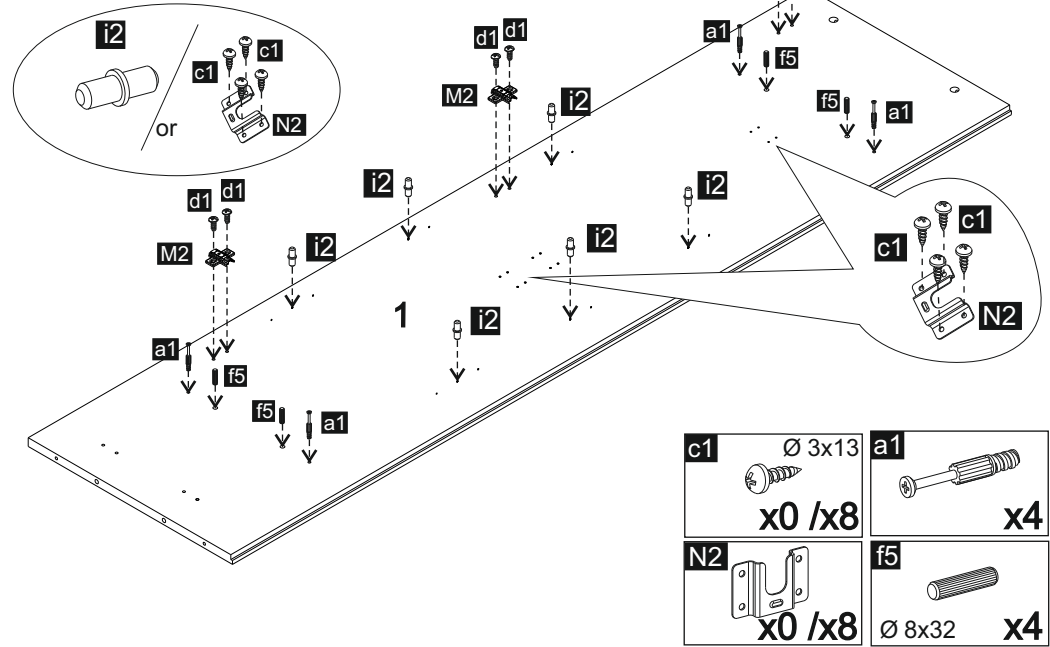 i2
c1
c1
or
N2
d1
d1
M2
i2
a1
f5
f5
a1
i2
i2
d1
d1
M2
i2
i2
i2
c1
c1
N2
1
a1
f5
f5
a1
c1 Ø 3x13
x0 /x8
a1
x4
N2
x0 /x8
f5
Ø 8x32 x4